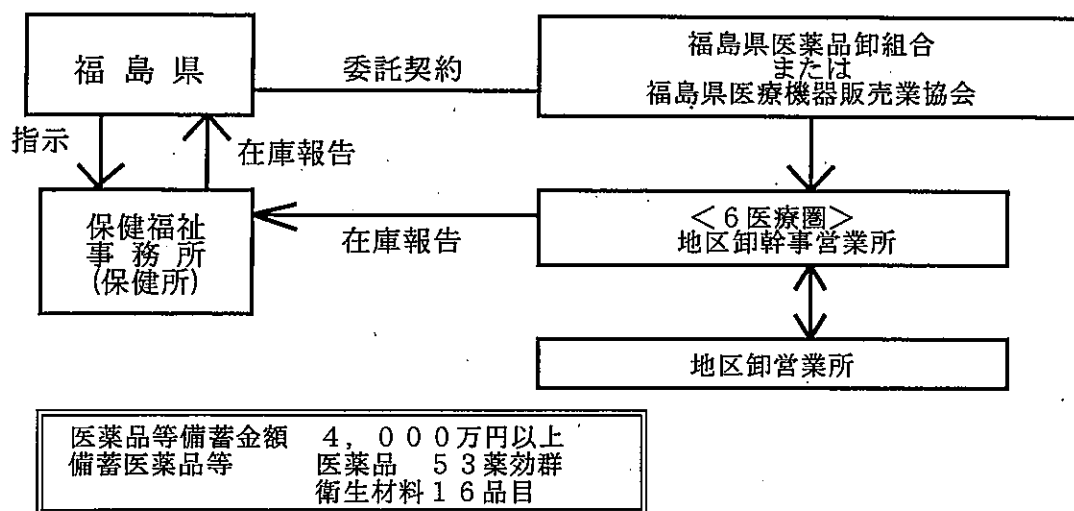 福島県
委託契約
福島県医薬品卸組合
または
福島県医療機器販売業協会
指示
在庫報告
保健福祉
事務所
(保健所)
在庫報告
＜６医療圏＞
地区卸幹事営業所
地区卸営業所
医薬品等備蓄金額 ４，０００万円以上
備蓄医薬品等 医薬品 ５３薬効群
衛生材料１６品目